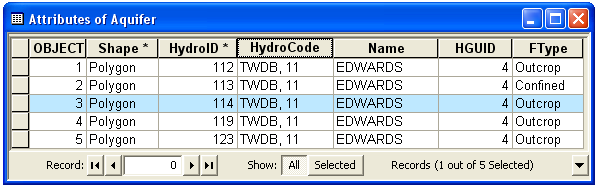 Attributes of Aquifer
OBJECT Shape * HydroID * HydroCode Name HGUID FType
1 Polygon 112 TWDB, 11 EDWARDS 4 Outcrop
2 Polygon 113 TWDB, 11 EDWARDS 4 Confined
3 Polygon 114 TWDB, 11 EDWARDS 4 Outcrop
4 Polygon 119 TWDB, 11 EDWARDS 4 Outcrop
5 Polygon 123 TWDB, 11 EDWARDS 4 Outcrop
Record: 0 Show: All Selected Records (1 out of 5 Selected)